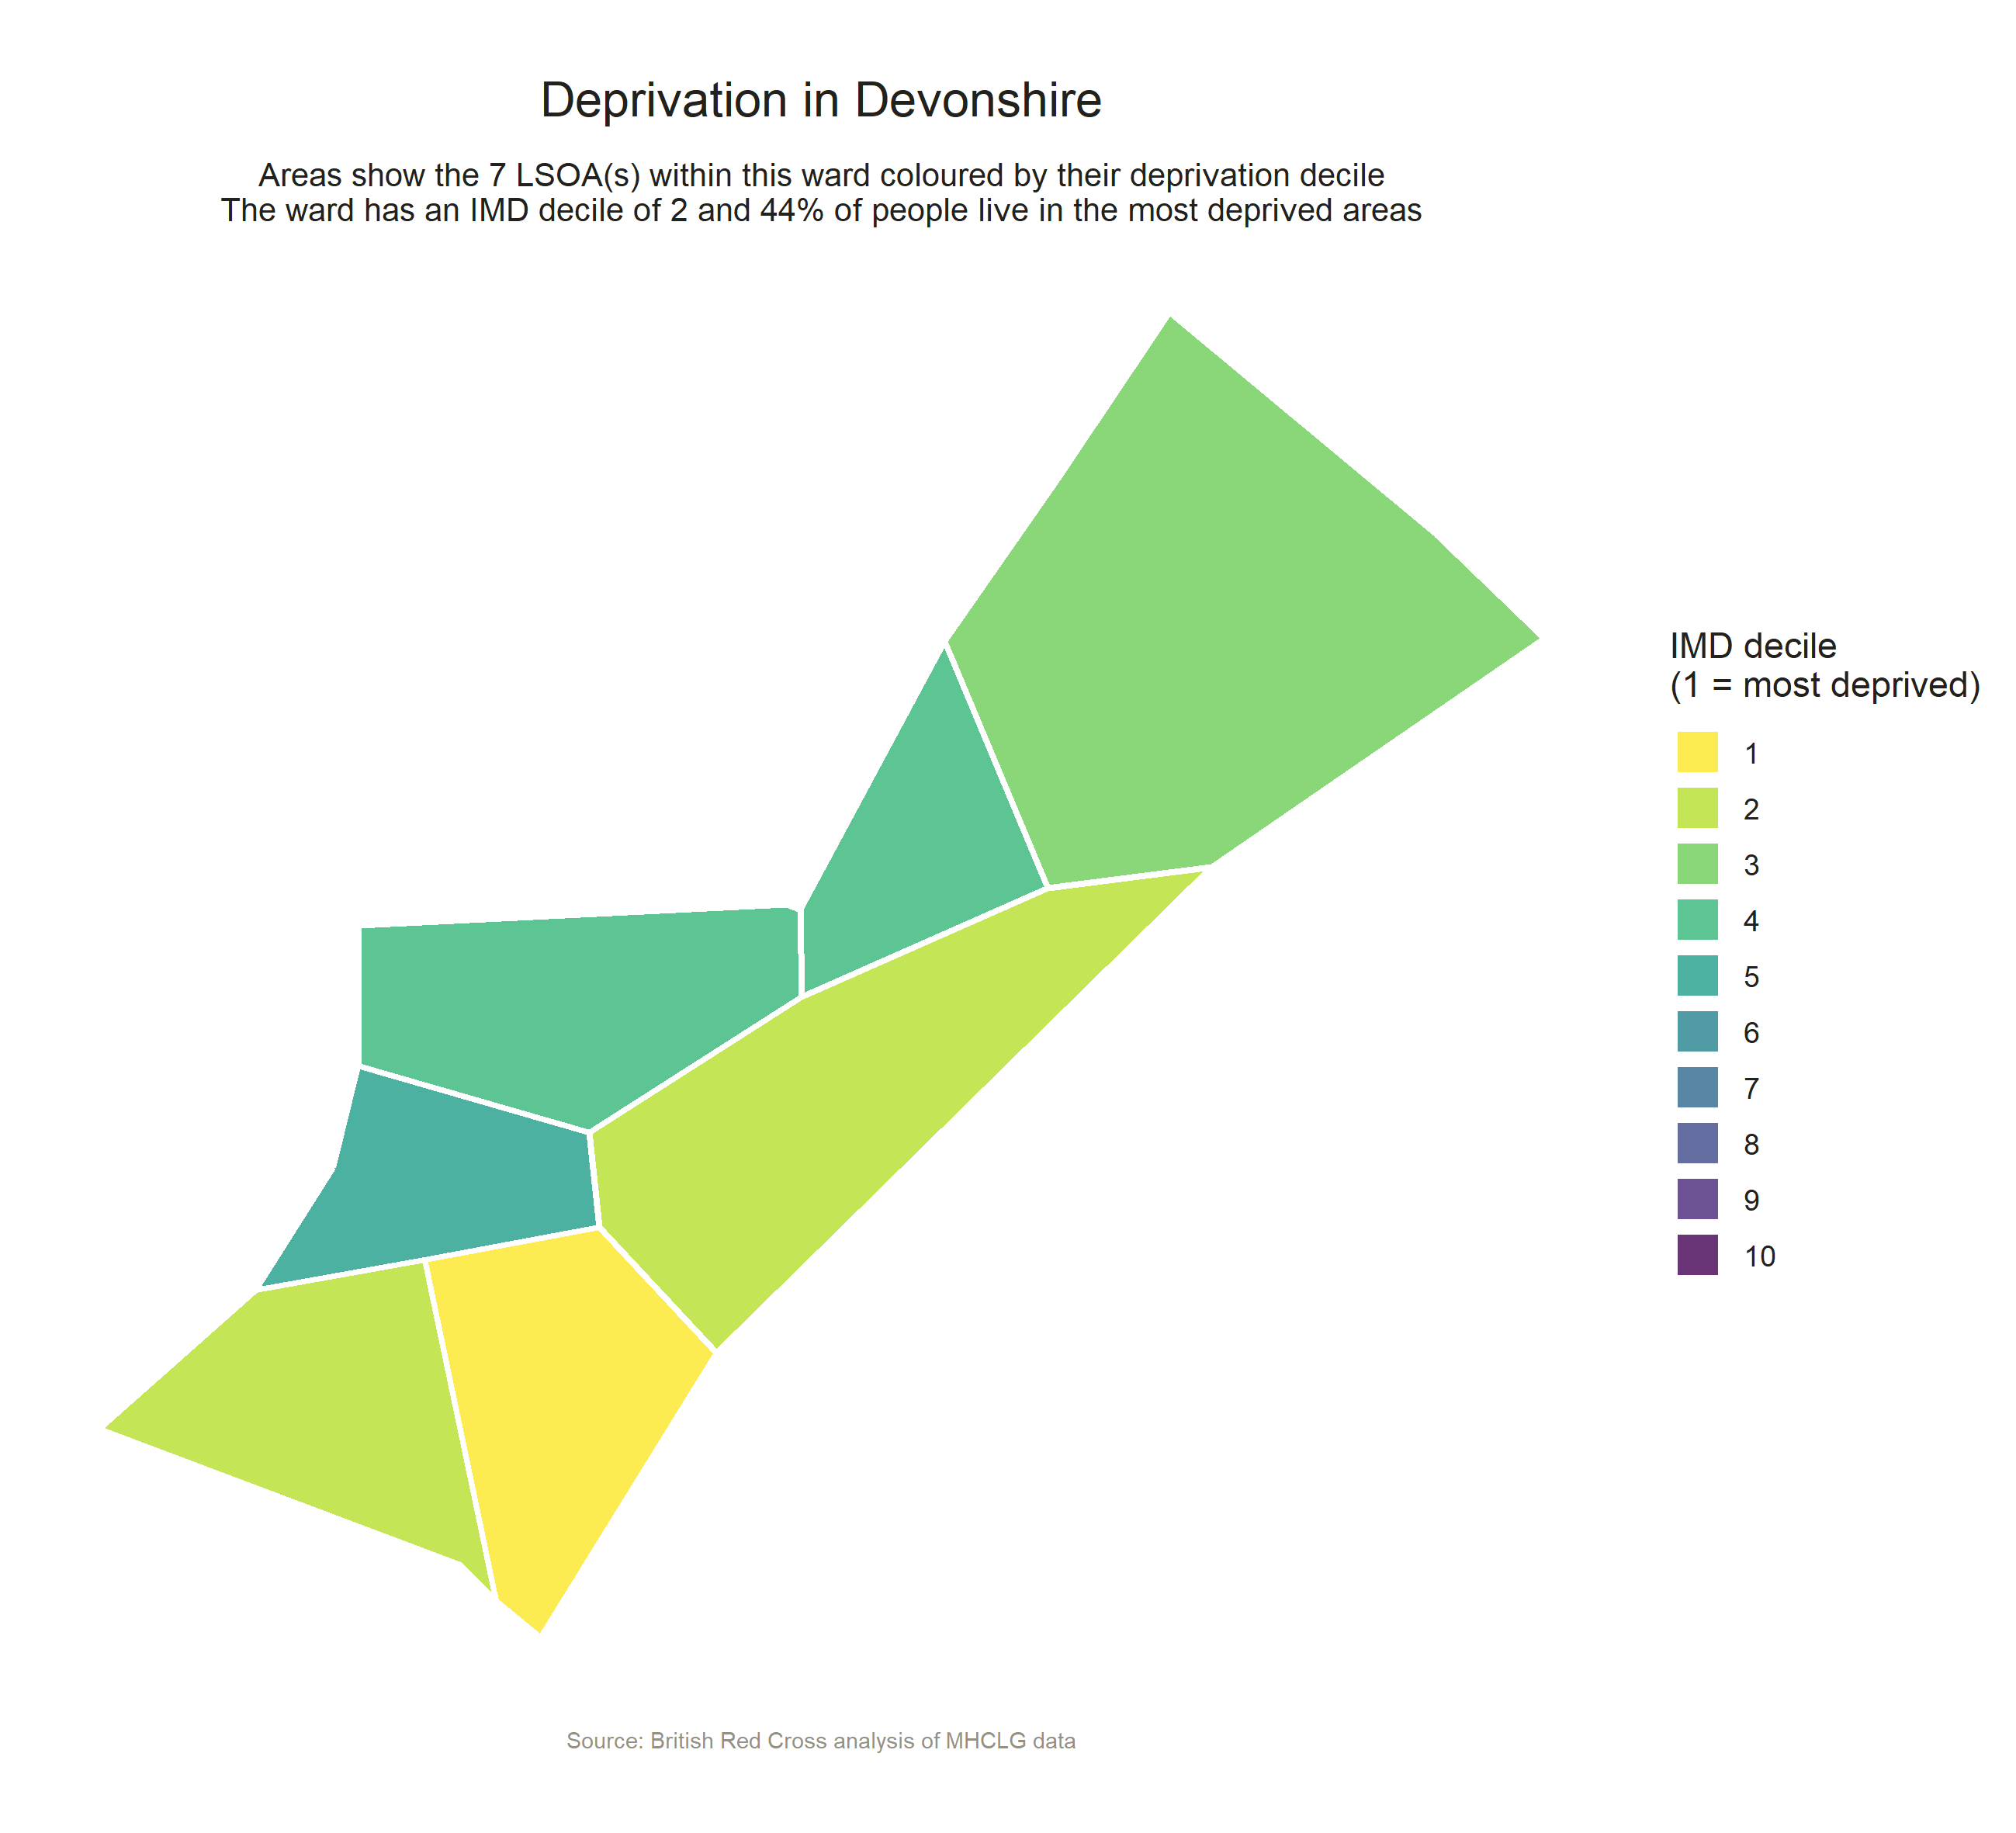 Deprivation in Devonshire
Areas show the 7 LSOA(s) within this ward coloured by their deprivation decile
The ward has an IMD decile of 2 and 44% of people live in the most deprived areas
IMD decile
(1 = most deprived)
1
2
3
4
5
6
7
8
9
10
Source: British Red Cross analysis of MHCLG data